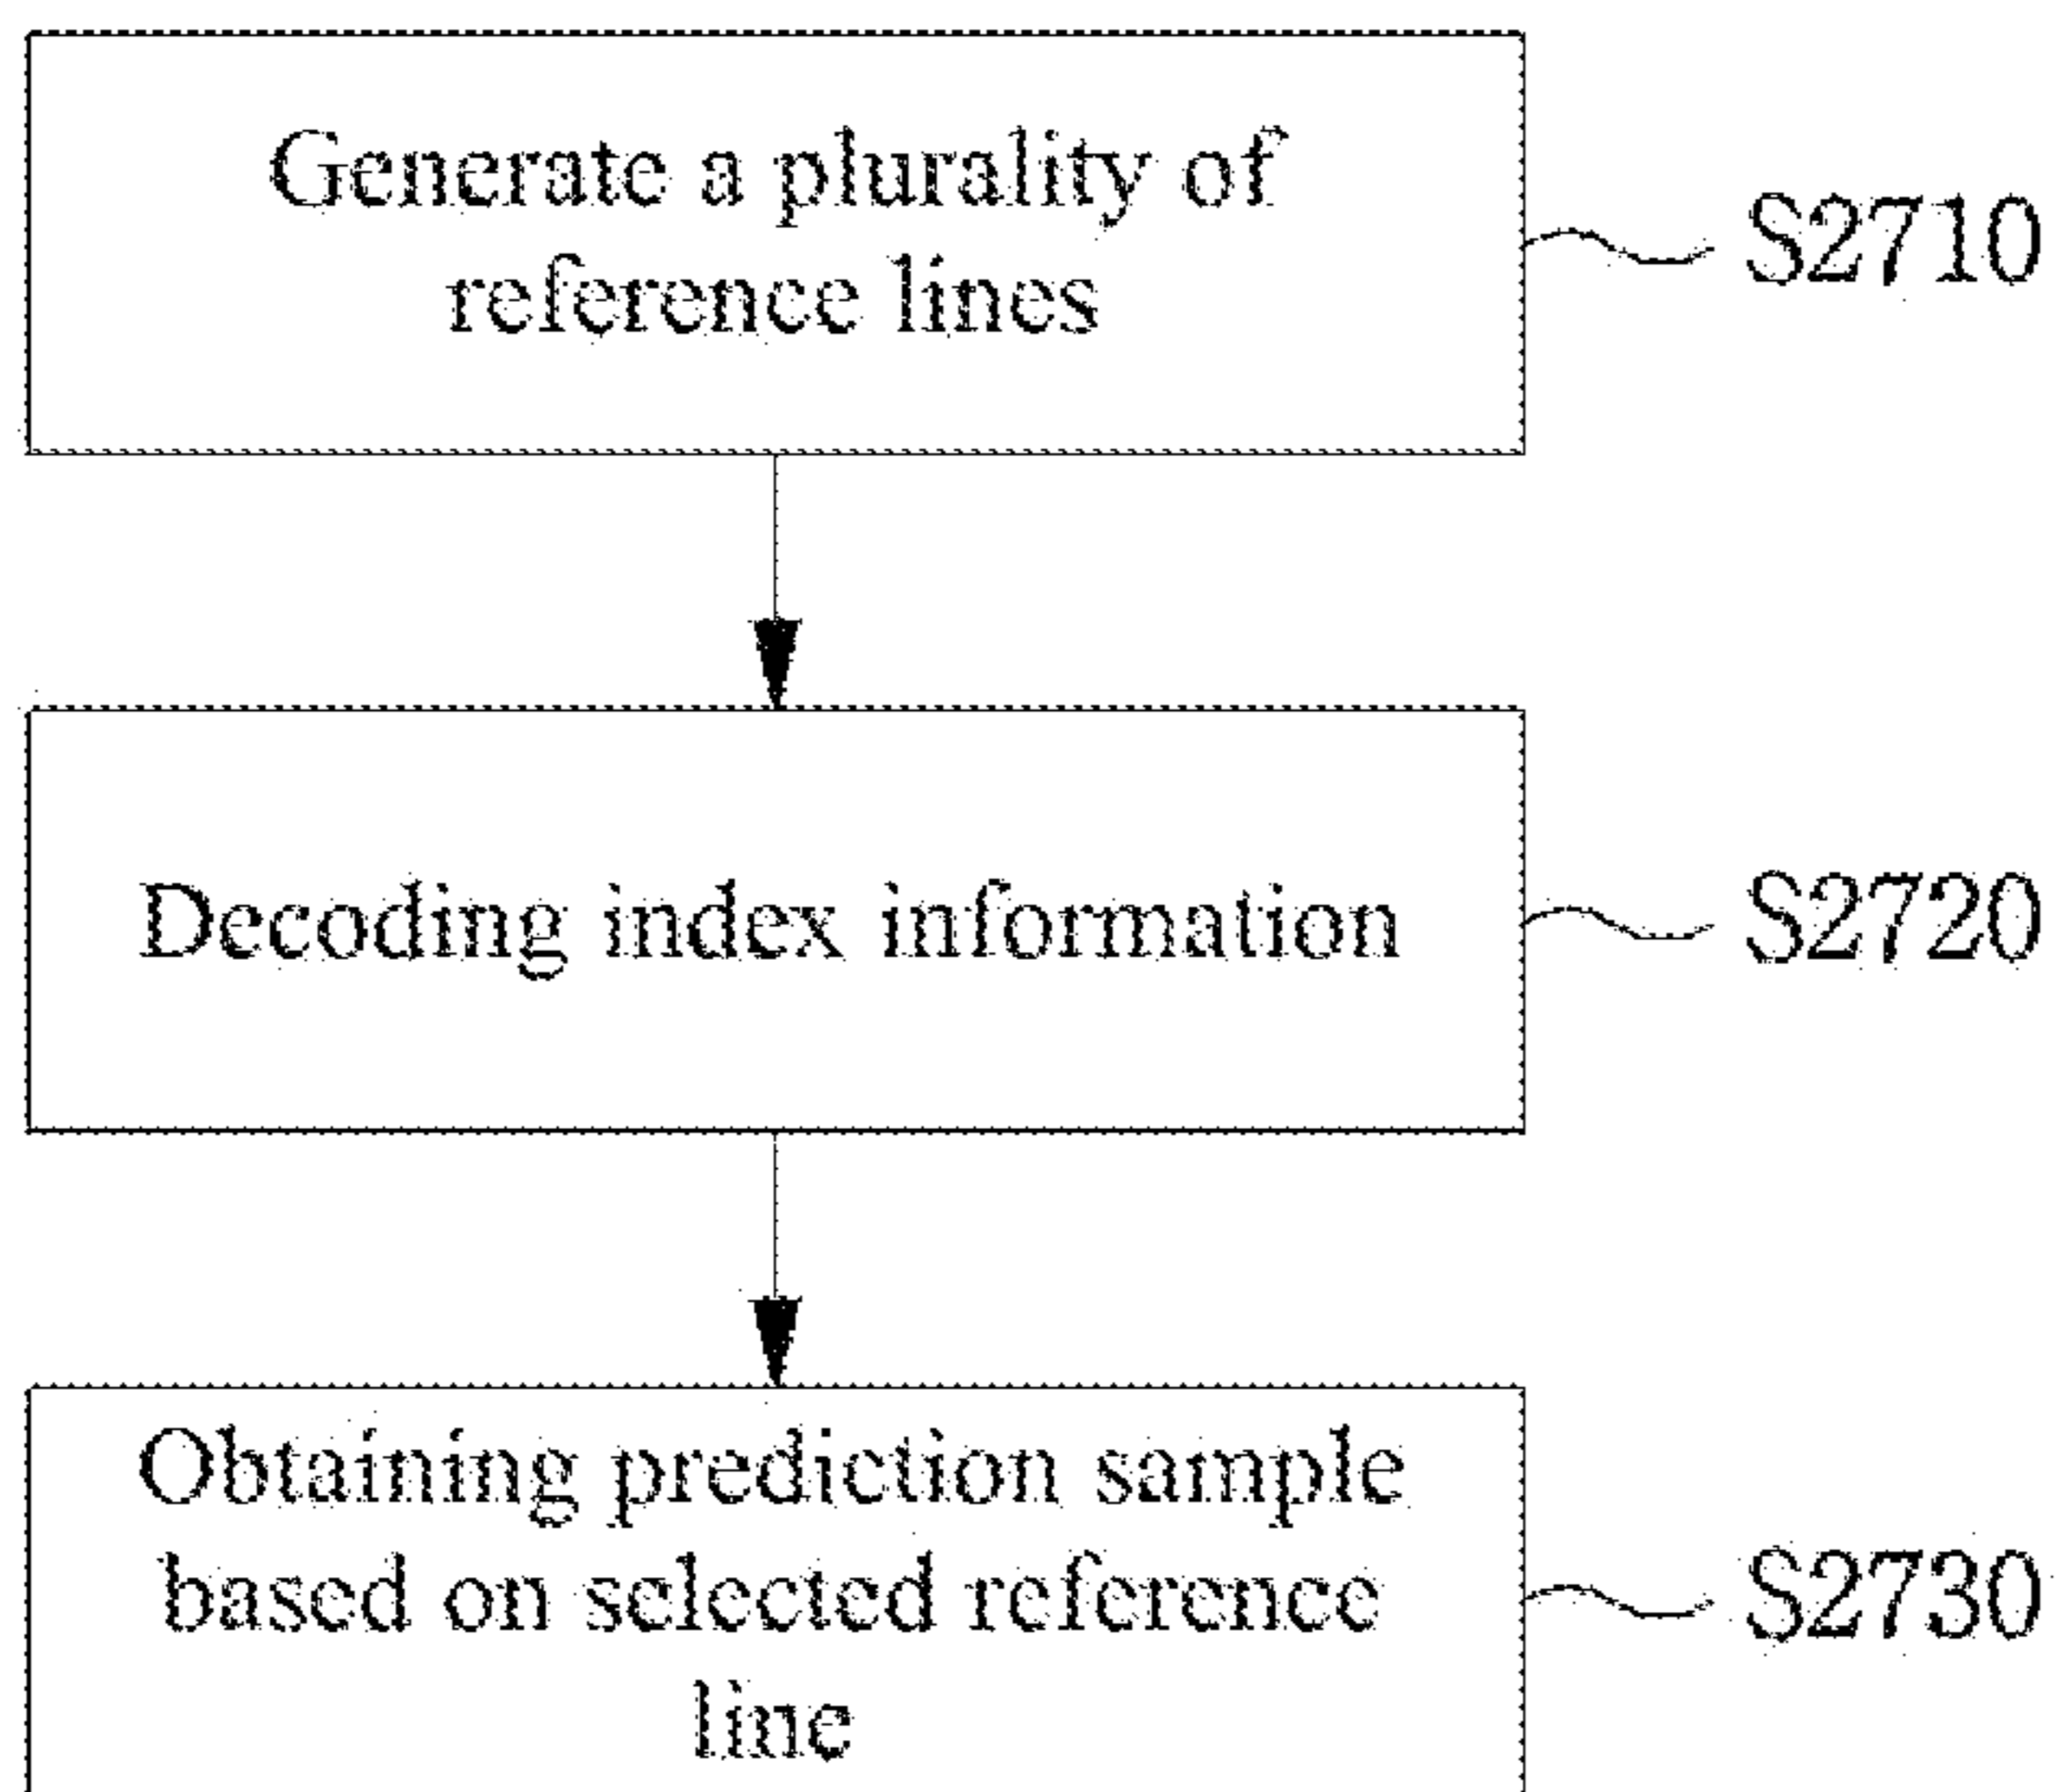 Generate a plurality of
reference lines
S2710
Decoding index information
S2720
Obtaining prediction sample
based on selected reference
line
S2730